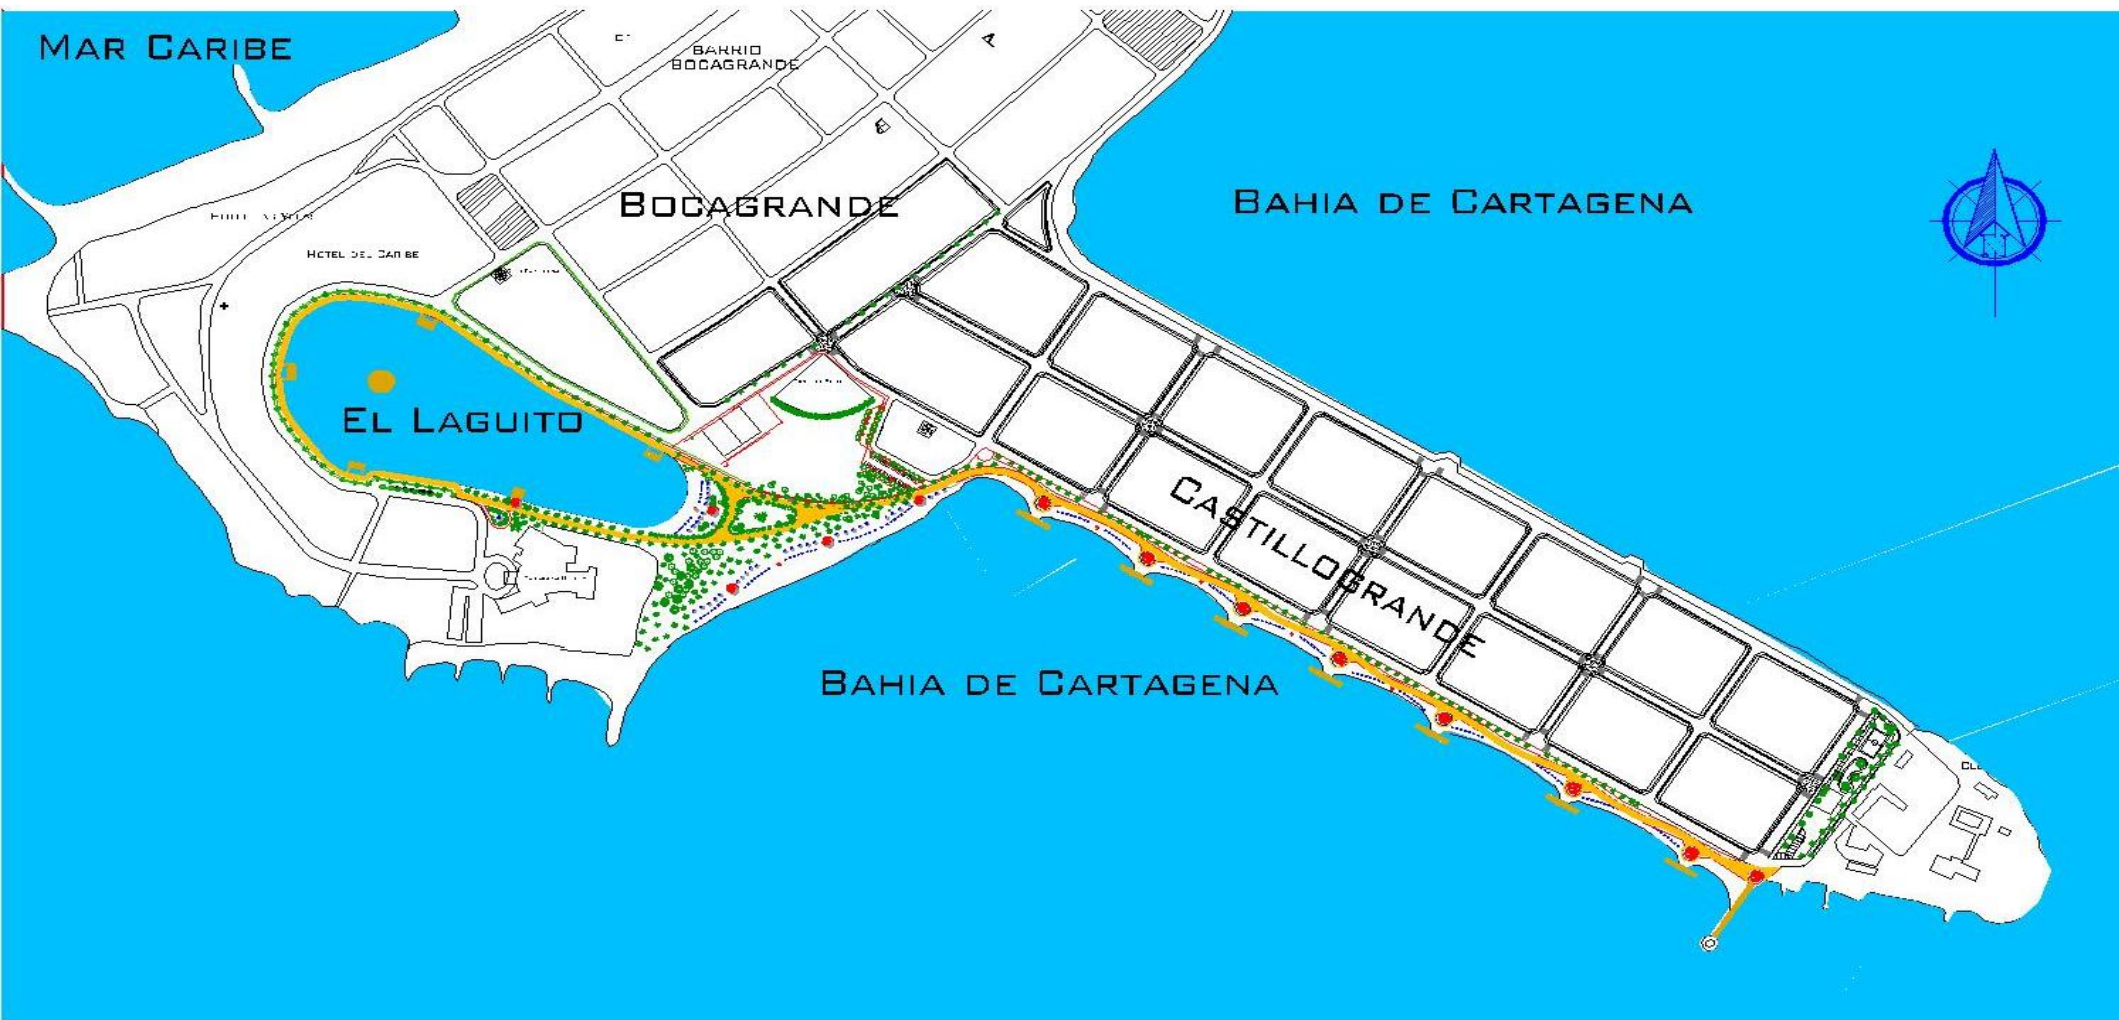 MAR CARIBE
BARRIO
BOCAGRANDE
BOCAGRANDE
BAHIA DE CARTAGENA
HOTEL DEL CARIBE
N
EL LAGUITO
CASTILLOGRANDE
BAHIA DE CARTAGENA